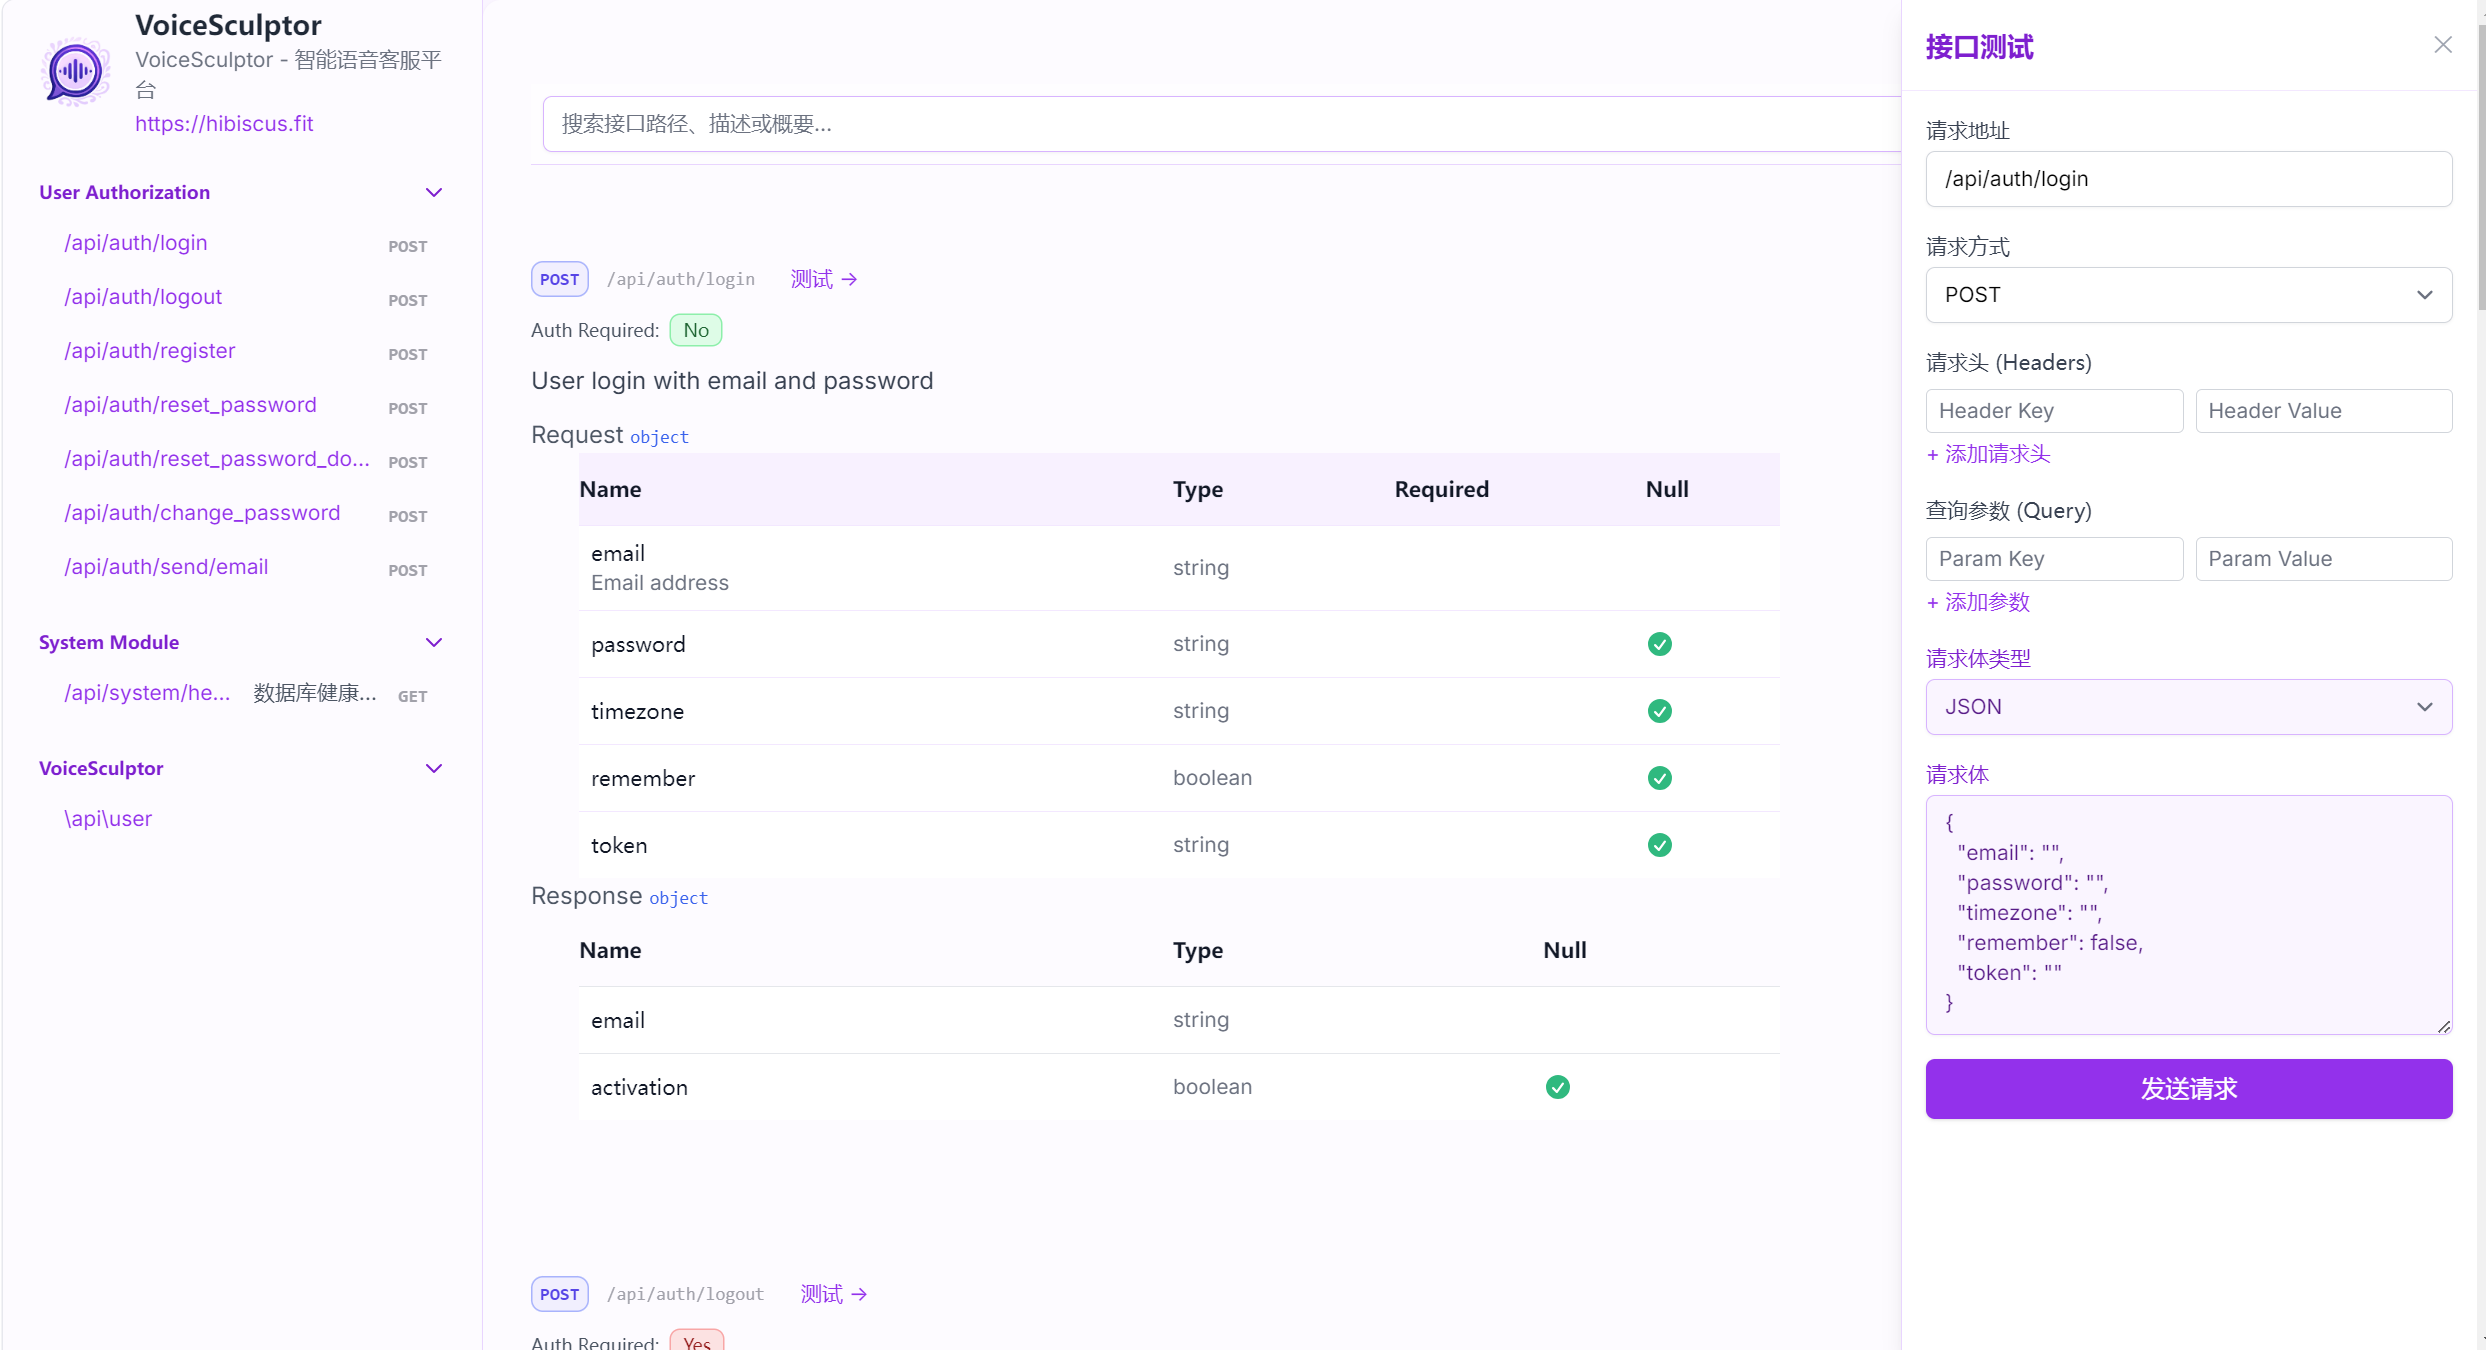 VoiceSculptor
VoiceSculptor - 智能语音客服平
台
https://hibiscus.fit
User Authorization
/api/auth/login POST
/api/auth/logout POST
/api/auth/register POST
/api/auth/reset_password POST
/api/auth/reset_password_do... POST
/api/auth/change_password POST
/api/auth/send/email POST
System Module
/api/system/he... 数据库健康... GET
VoiceSculptor
\api\user
搜索接口路径、描述或概要...
POST /api/auth/login 测试 →
Auth Required: No
User login with email and password
Request object
Name Type Required Null
email string
Email address
password string
timezone string
remember boolean
token string
Response object
Name Type Null
email string
activation boolean
POST /api/auth/logout 测试 →
Auth Required: Yes
接口测试
请求地址
/api/auth/login
请求方式
POST
请求头 (Headers)
Header Key Header Value
+ 添加请求头
查询参数 (Query)
Param Key Param Value
+ 添加参数
请求体类型
JSON
请求体
{
"email": "",
"password": "",
"timezone": "",
"remember": false,
"token": ""
}
发送请求